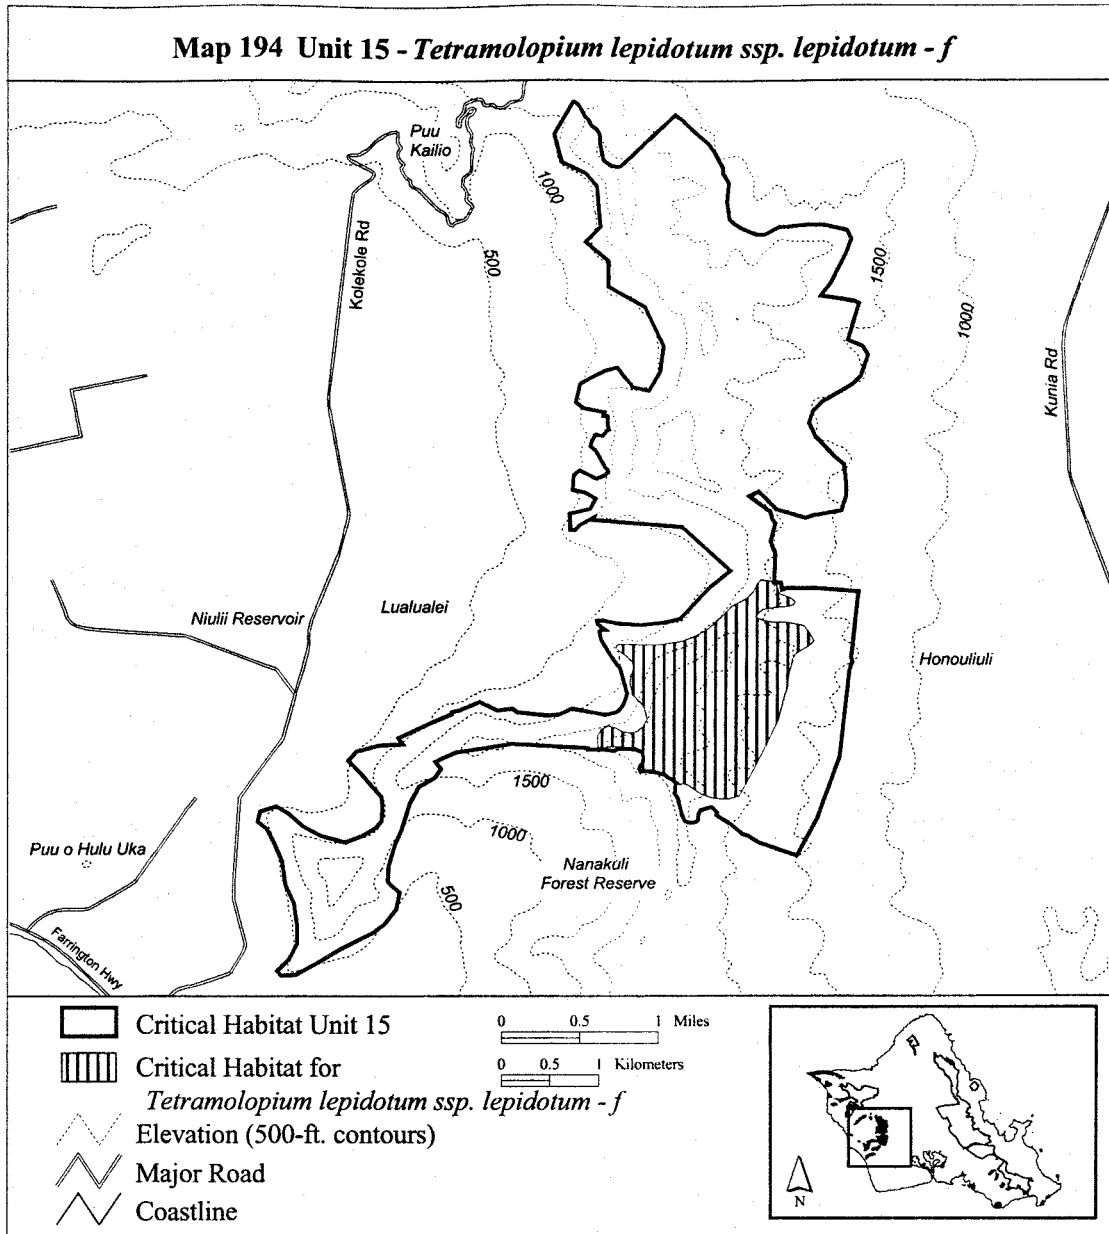 Map 194 Unit 15 - Tetramolopium lepidotum ssp. lepidotum - f
Puu
Kailio
1000
Kolekole Rd
500
1500
1000
Kunia Rd
Niulii Reservoir
Lualualei
Honouliuli
1500
1000
Puu o Hulu Uka
Nanakuli
Forest Reserve
500
Farrington Hwy
Critical Habitat Unit 15
0 0.5 1 Miles
Critical Habitat for
0 0.5 1 Kilometers
Tetramolopium lepidotum ssp. lepidotum - f
Elevation (500-ft. contours)
Major Road
Coastline
N